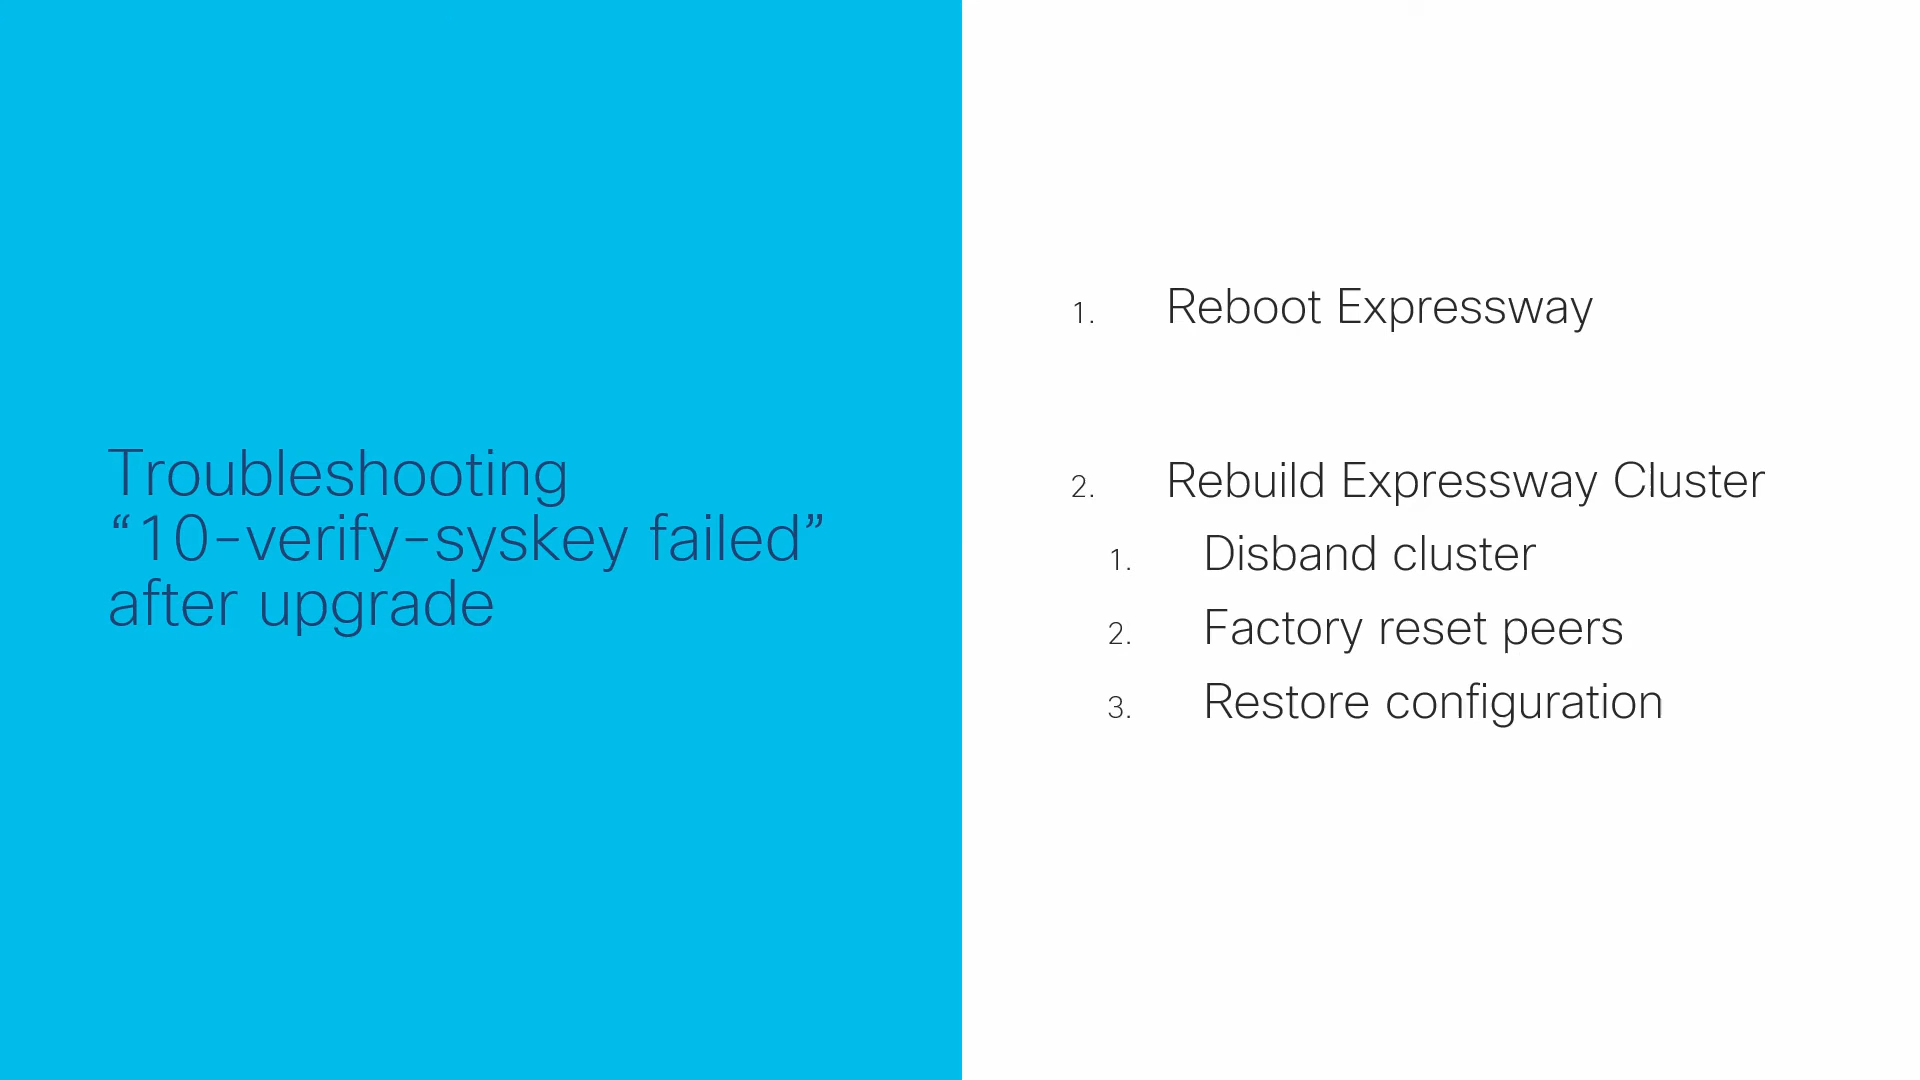 Troubleshooting
“10-verify-syskey failed”
after upgrade
1. Reboot Expressway
2. Rebuild Expressway Cluster
1. Disband cluster
2. Factory reset peers
3. Restore configuration